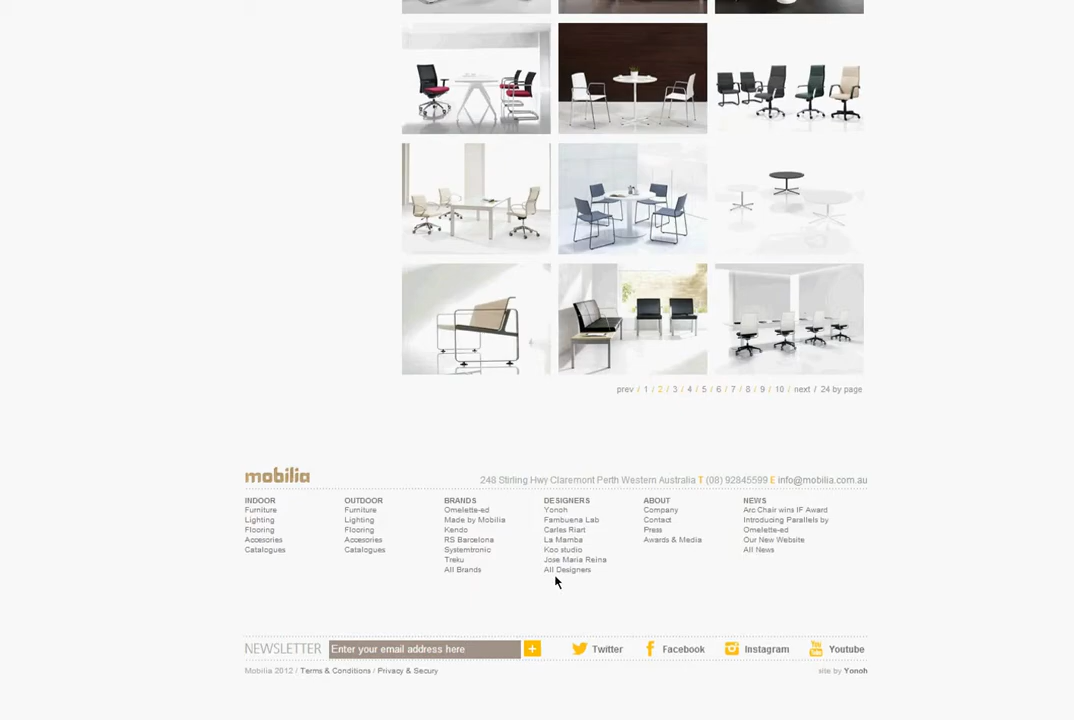 prev / 1 / 2 / 3 / 4 / 5 / 6 / 7 / 8 / 9 / 10 / next / 24 by page
mobilia
248 Stirling Hwy Claremont Perth Western Australia T (08) 92845599 E info@mobilia.com.au
INDOOR
Furniture
Lighting
Flooring
Accesories
Catalogues
OUTDOOR
Furniture
Lighting
Flooring
Accesories
Catalogues
BRANDS
Omelette-ed
Made by Mobilia
Kendo
RS Barcelona
Systemtronic
Treku
All Brands
DESIGNERS
Yonoh
Fambuena Lab
Carles Riart
La Mamba
Koo studio
Jose Maria Reina
All Designers
ABOUT
Company
Contact
Press
Awards & Media
NEWS
Arc Chair wins IF Award
Introducing Parallels by
Omelette-ed
Our New Website
All News
NEWSLETTER Enter your email address here + Twitter Facebook Instagram You Tube Youtube
Mobilia 2012 / Terms & Conditions / Privacy & Secury
site by Yonoh